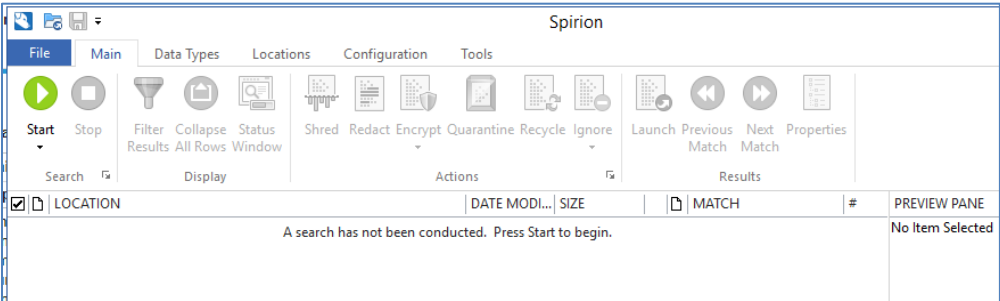 Spirion
File Main Data Types Locations Configuration Tools
Start Stop Filter Collapse Status Shred Redact Encrypt Quarantine Recycle Ignore Launch Previous Next Properties
Results All Rows Window Match Match
Search Display Actions Results
LOCATION DATE MODI... SIZE MATCH # PREVIEW PANE
A search has not been conducted. Press Start to begin. No Item Selected